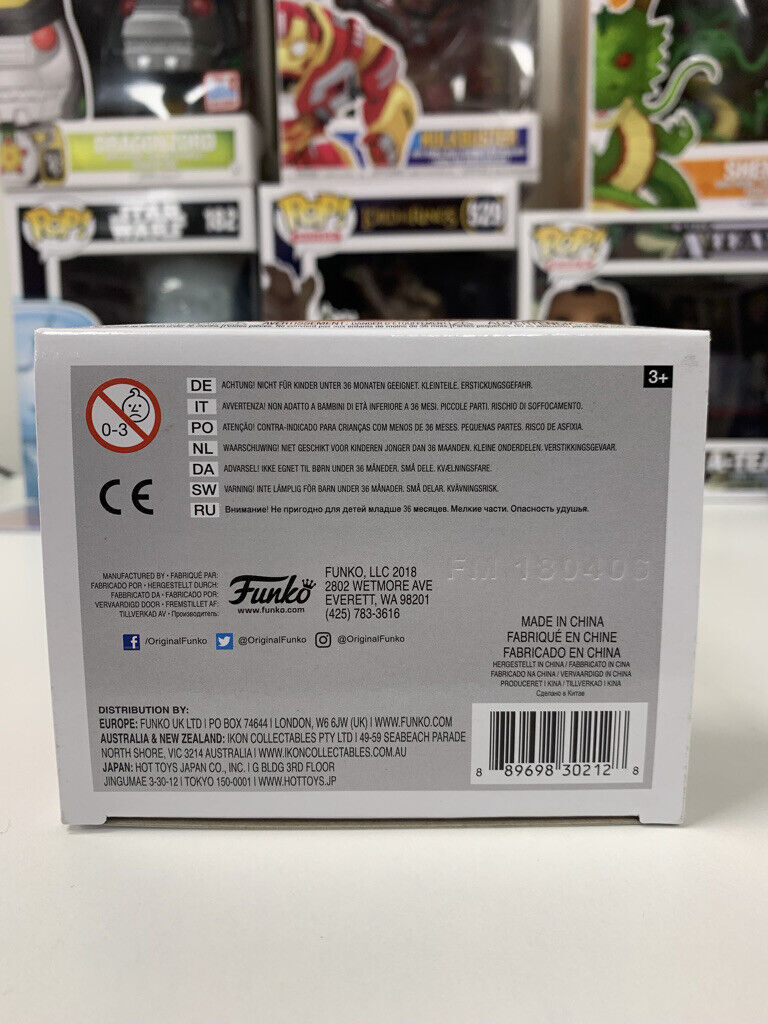 DRAGONZORD
HULKBUSTER
SHEN
POP!
STAR
WARS
182
POP!
529
POP!
A-TEA
3+
0-3
DE ACHTUNG! NICHT FÜR KINDER UNTER 36 MONATEN GEEIGNET. KLEINTEILE. ERSTICKUNGSGEFAHR.
IT AVVERTENZA! NON ADATTO A BAMBINI DI ETÀ INFERIORE A 36 MESI. PICCOLE PARTI. RISCHIO DI SOFFOCAMENTO.
PO ATENÇÃO! CONTRA-INDICADO PARA CRIANÇAS COM MENOS DE 36 MESES. PEQUENAS PARTES. RISCO DE ASFIXIA.
NL WAARSCHUWING! NIET GESCHIKT VOOR KINDEREN JONGER DAN 36 MAANDEN. KLEINE ONDERDELEN. VERSTIKKINGSGEVAAR.
DA ADVARSEL! IKKE EGNET TIL BØRN UNDER 36 MÅNEDER. SMÅ DELE. KVÆLNINGSFARE.
SW VARNING! INTE LÄMPLIG FÖR BARN UNDER 36 MÅNADER. SMÅ DELAR. KVÄVNINGSRISK.
RU Внимание! Не пригодно для детей младше 36 месяцев. Мелкие части. Опасность удушья.
CE
MANUFACTURED BY • FABRIQUÉ PAR:
FABRICADO POR • HERGESTELLT DURCH:
FABBRICATO DA • FABRICADO POR:
VERVAARDIGD DOOR • FREMSTILLET AF:
TILLVERKAD AV • Производитель:
Funko
www.funko.com
FUNKO, LLC 2018
2802 WETMORE AVE
EVERETT, WA 98201
(425) 783-3616
FM 180406
/OriginalFunko @OriginalFunko @OriginalFunko
MADE IN CHINA
FABRIQUÉ EN CHINE
FABRICADO EN CHINA
HERGESTELLT IN CHINA / FABBRICATO IN CINA
FABRICADO NA CHINA / VERVAARDIGD IN CHINA
PRODUCERET I KINA / TILLVERKAD I KINA
Сделано в Китае
DISTRIBUTION BY:
EUROPE: FUNKO UK LTD | PO BOX 74644 | LONDON, W6 6JW (UK) | WWW.FUNKO.COM
AUSTRALIA & NEW ZEALAND: IKON COLLECTABLES PTY LTD | 49-59 SEABEACH PARADE
NORTH SHORE, VIC 3214 AUSTRALIA | WWW.IKONCOLLECTABLES.COM.AU
JAPAN: HOT TOYS JAPAN CO., INC. | G BLDG 3RD FLOOR
JINGUMAE 3-30-12 | TOKYO 150-0001 | WWW.HOTTOYS.JP
8 89698 30212 8